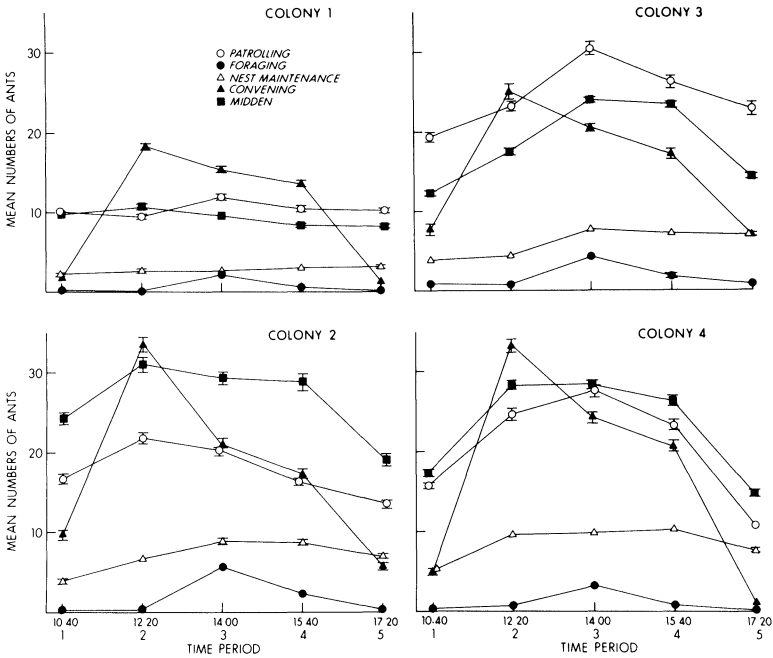 COLONY 1
COLONY 3
30
20
10
MEAN NUMBERS OF ANTS
PATROLLING
FORAGING
NEST MAINTENANCE
CONVENING
MIDDEN
COLONY 2
COLONY 4
30
20
10
MEAN NUMBERS OF ANTS
10·40 12 20 14 00 15 40 17 20
1 2 3 4 5
TIME PERIOD
10·40 12 20 14 00 15 40 17 20
1 2 3 4 5
TIME PERIOD